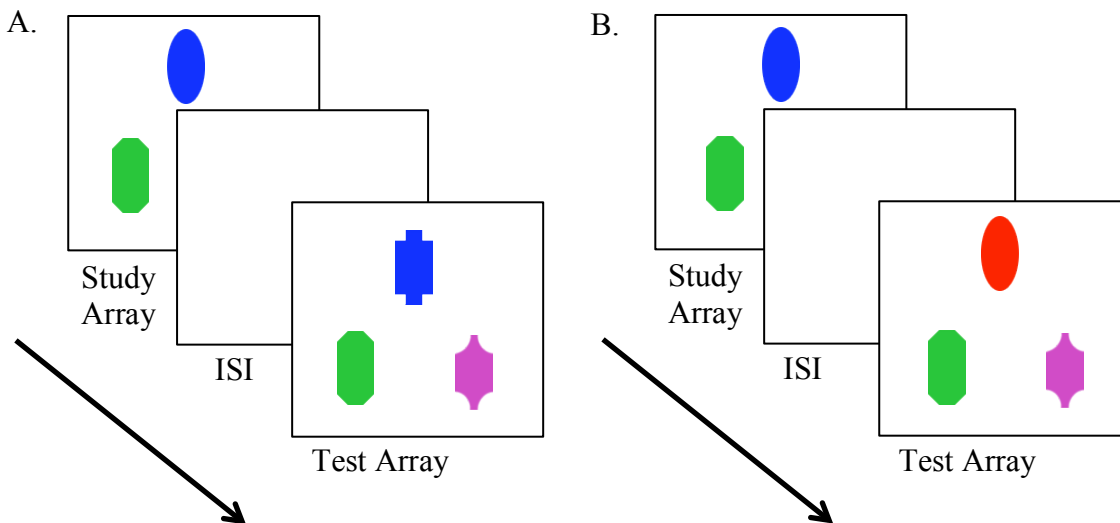 A.
Study
Array
ISI
Test Array
B.
Study
Array
ISI
Test Array